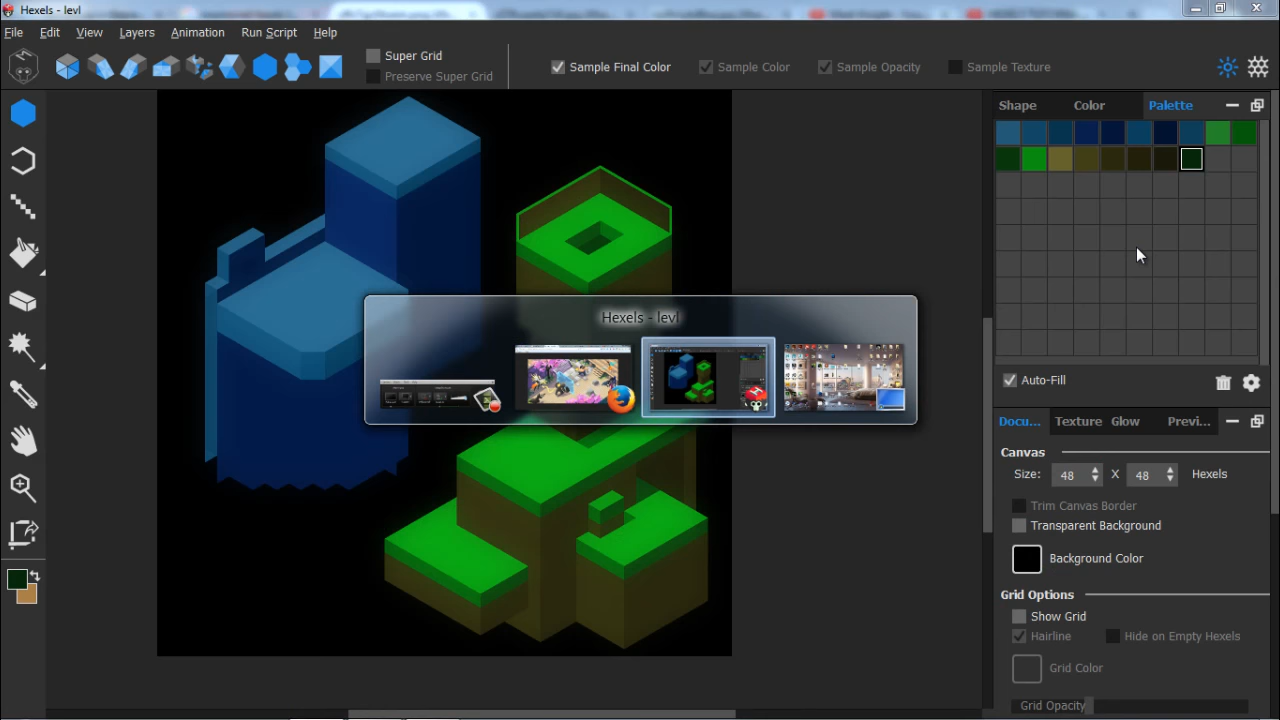 Hexels - levl
File Edit View Layers Animation Run Script Help
Super Grid
Preserve Super Grid
Sample Final Color Sample Color Sample Opacity Sample Texture
Shape Color Palette
Hexels - levl
Auto-Fill
Docu... Texture Glow Previ...
Canvas
Size: 48 X 48 Hexels
Trim Canvas Border
Transparent Background
Background Color
Grid Options
Show Grid
Hairline Hide on Empty Hexels
Grid Color
Grid Opacity